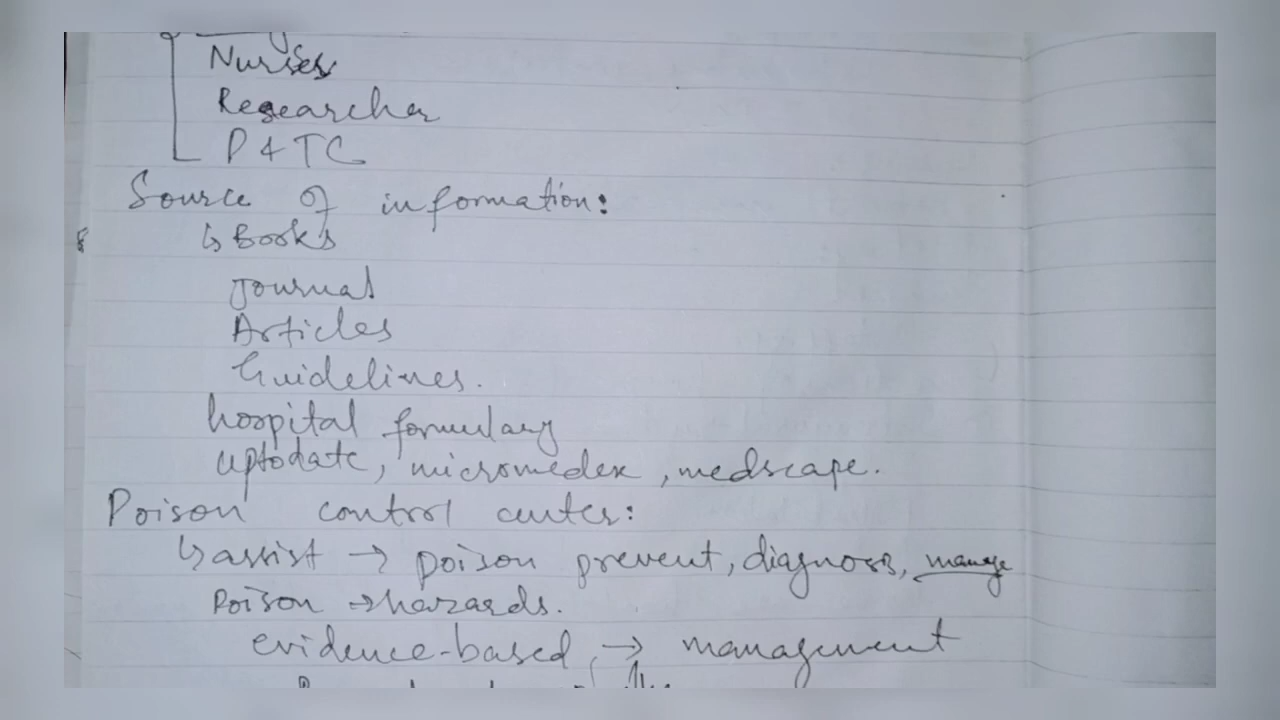 Nurses
Researcher
P & TC
Source of information:
↳ Books
Journal
Articles
Guidelines.
hospital formulary
uptodate, micromedex, medscape.
Poison control center:
↳ assist → poison prevent, diagnosis, manage
Poison → hazards.
evidence-based, → management